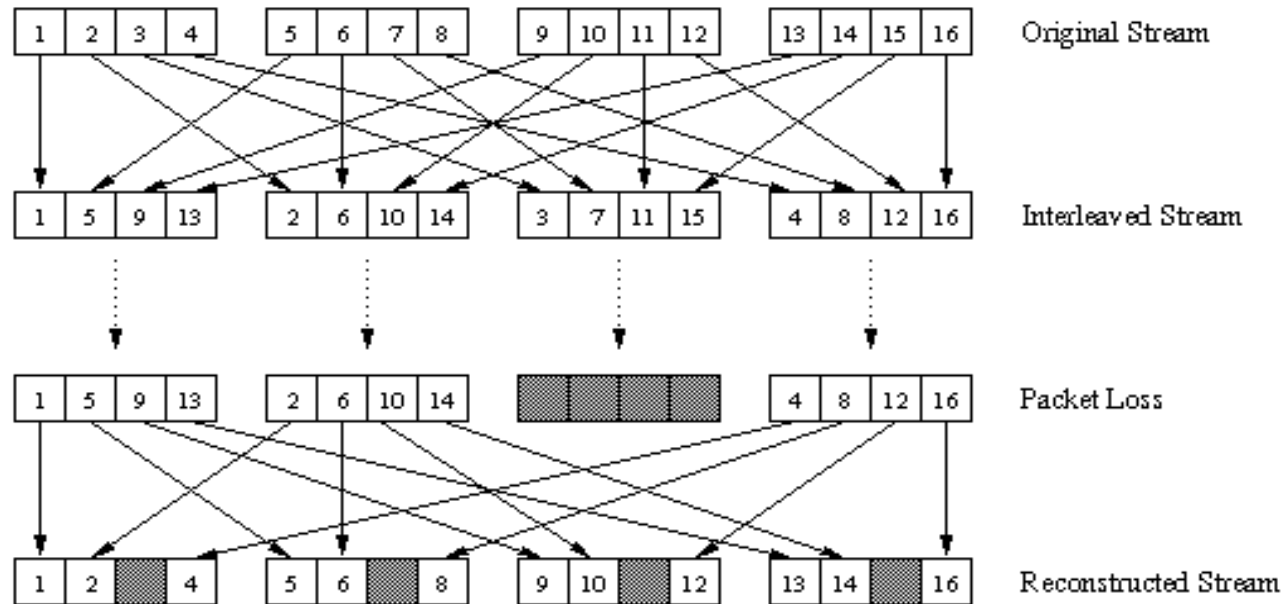 1 2 3 4 5 6 7 8 9 10 11 12 13 14 15 16 Original Stream
1 5 9 13 2 6 10 14 3 7 11 15 4 8 12 16 Interleaved Stream
1 5 9 13 2 6 10 14 4 8 12 16 Packet Loss
1 2 4 5 6 8 9 10 12 13 14 16 Reconstructed Stream